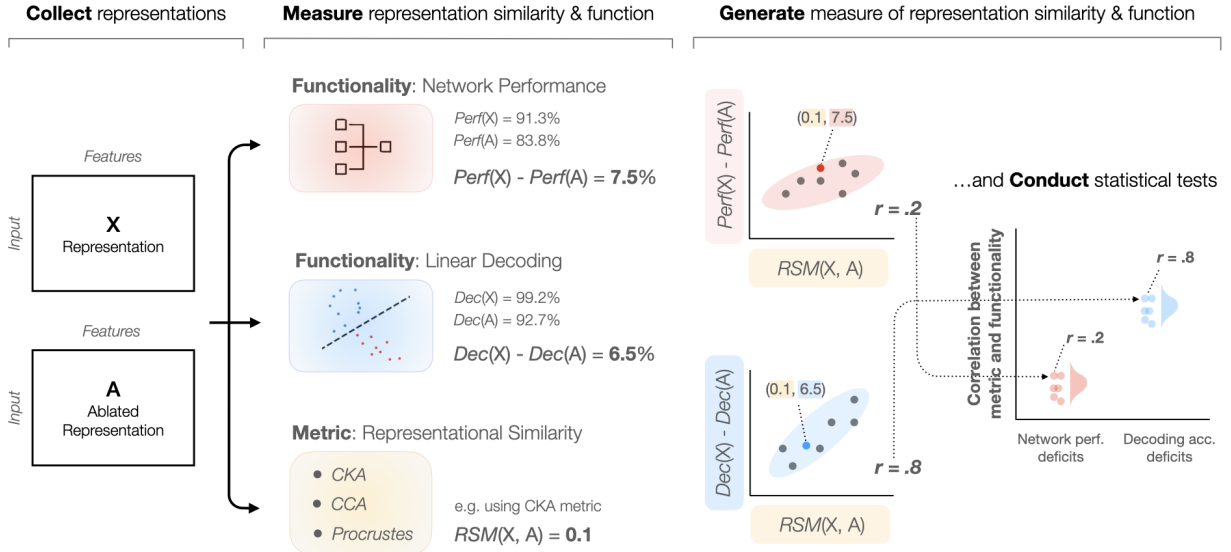 Collect representations
Features
Input
X
Representation
Features
Input
A
Ablated
Representation
Measure representation similarity & function
Functionality: Network Performance
Perf(X) = 91.3%
Perf(A) = 83.8%
Perf(X) - Perf(A) = 7.5%
Functionality: Linear Decoding
Dec(X) = 99.2%
Dec(A) = 92.7%
Dec(X) - Dec(A) = 6.5%
Metric: Representational Similarity
• CKA
• CCA
• Procrustes
e.g. using CKA metric
RSM(X, A) = 0.1
Generate measure of representation similarity & function
Perf(X) - Perf(A)
(0.1, 7.5)
r = .2
RSM(X, A)
Dec(X) - Dec(A)
(0.1, 6.5)
r = .8
RSM(X, A)
…and Conduct statistical tests
Correlation between
metric and functionality
r = .8
r = .2
Network perf.
deficits
Decoding acc.
deficits